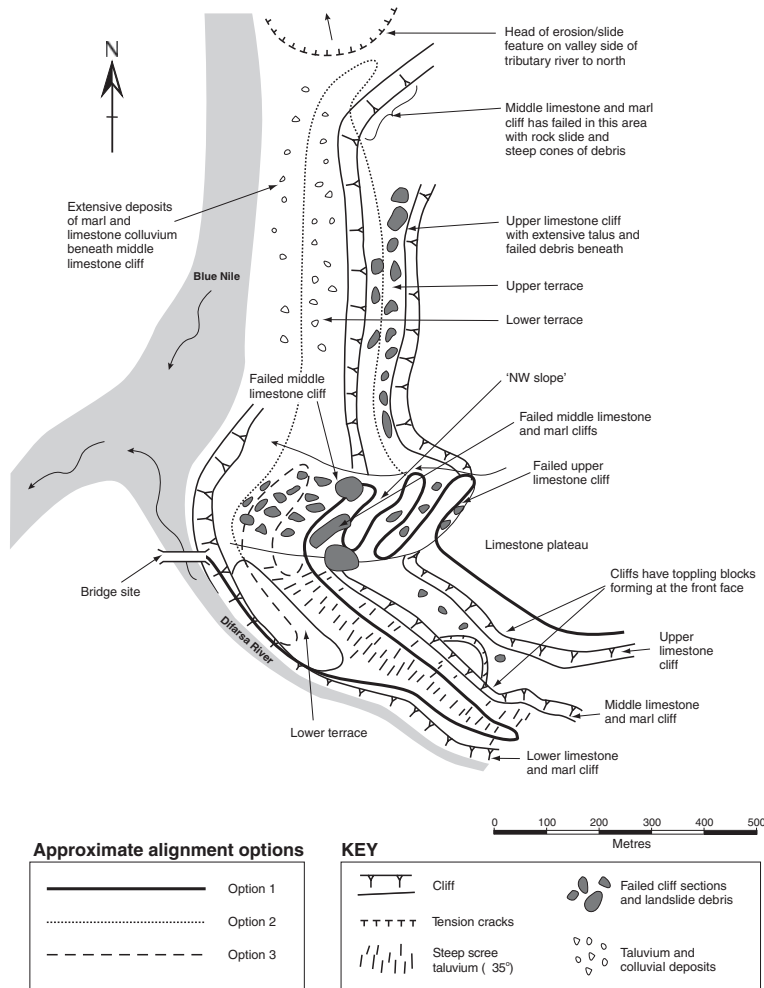 Head of erosion/slide
feature on valley side of
tributary river to north
N
Middle limestone and marl
cliff has failed in this area
with rock slide and
steep cones of debris
Extensive deposits
of marl and
limestone colluvium
beneath middle
limestone cliff
Upper limestone cliff
with extensive talus and
failed debris beneath
Blue Nile
Upper terrace
Lower terrace
Failed middle
limestone cliff
‘NW slope’
Failed middle limestone
and marl cliffs
Failed upper
limestone cliff
Limestone plateau
Cliffs have toppling blocks
forming at the front face
Bridge site
Difarsa River
Upper
limestone
cliff
Middle limestone
and marl cliff
Lower terrace
Lower limestone
and marl cliff
0 100 200 300 400 500
Metres
Approximate alignment options
Option 1
Option 2
Option 3
KEY
Cliff
Tension cracks
Steep scree
taluvium ( 35°)
Failed cliff sections
and landslide debris
Taluvium and
colluvial deposits